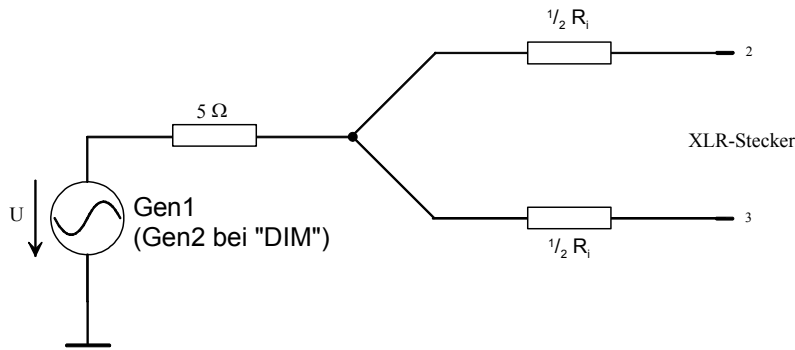 ½ Rᵢ
2
5 Ω
XLR-Stecker
U
Gen1
(Gen2 bei "DIM")
3
½ Rᵢ